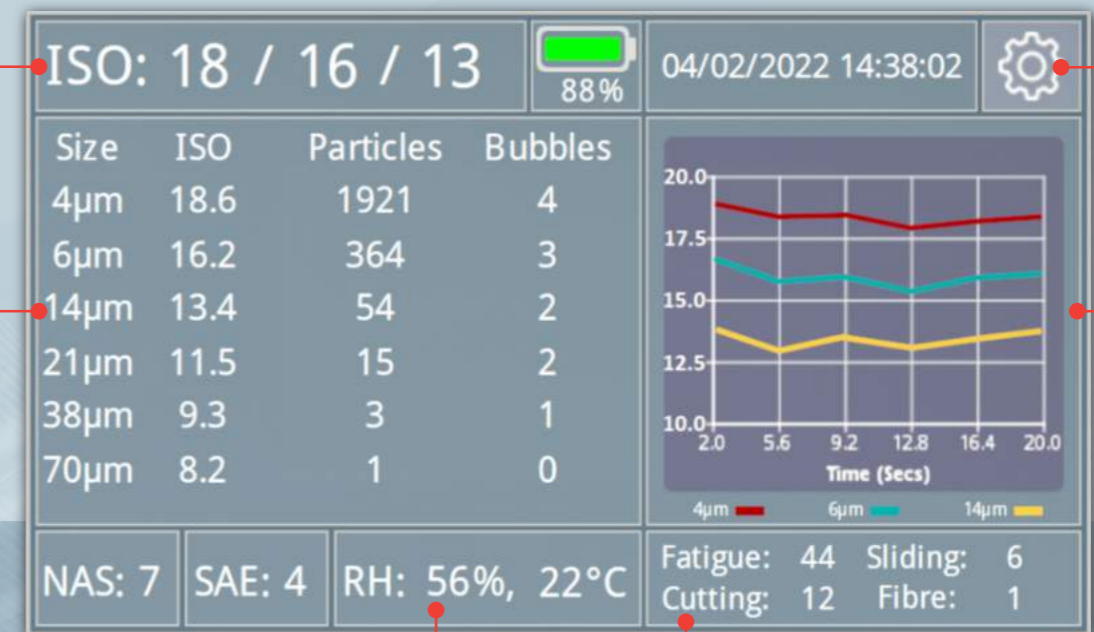 ISO: 18 / 16 / 13
88%
04/02/2022 14:38:02
Size ISO Particles Bubbles
4µm 18.6 1921 4
6µm 16.2 364 3
14µm 13.4 54 2
21µm 11.5 15 2
38µm 9.3 3 1
70µm 8.2 1 0
20.0
17.5
15.0
12.5
10.0
2.0 5.6 9.2 12.8 16.4 20.0
Time (Secs)
4µm 6µm 14µm
NAS: 7
SAE: 4
RH: 56%, 22°C
Fatigue: 44 Sliding: 6
Cutting: 12 Fibre: 1